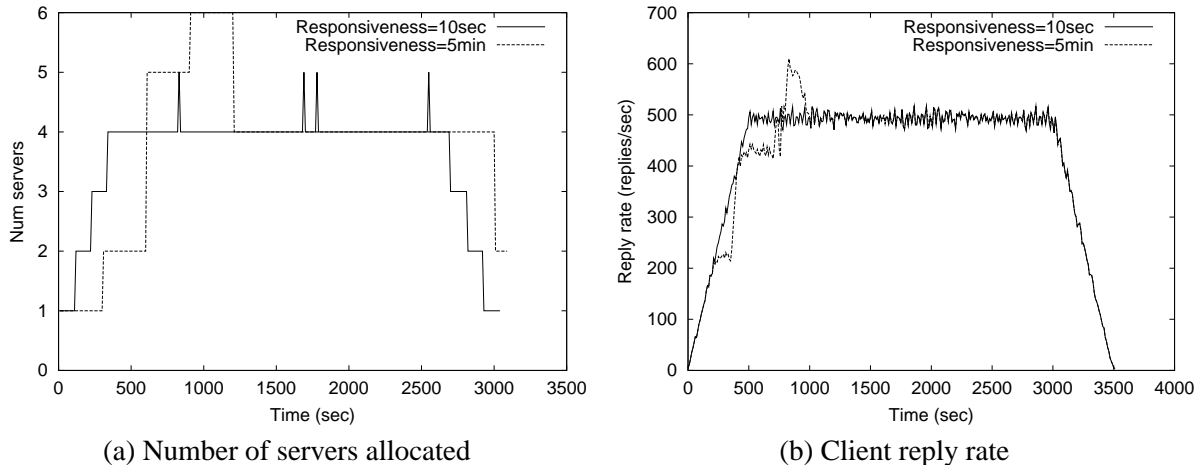 6
5
4
3
2
1
0
Num servers
0 500 1000 1500 2000 2500 3000 3500
Time (sec)
Responsiveness=10sec
Responsiveness=5min
(a) Number of servers allocated
700
600
500
400
300
200
100
0
Reply rate (replies/sec)
0 500 1000 1500 2000 2500 3000 3500 4000
Time (sec)
Responsiveness=10sec
Responsiveness=5min
(b) Client reply rate